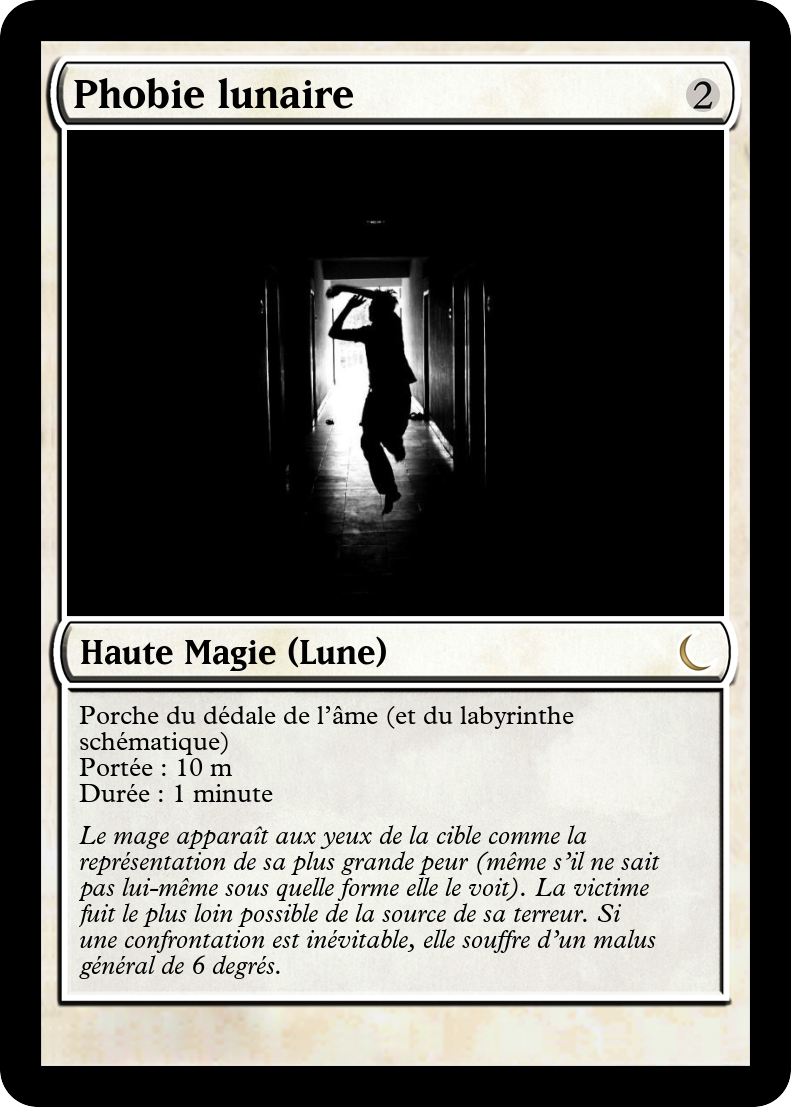 Phobie lunaire 2
Haute Magie (Lune)
Porche du dédale de l'âme (et du labyrinthe
schématique)
Portée : 10 m
Durée : 1 minute
Le mage apparaît aux yeux de la cible comme la
représentation de sa plus grande peur (même s'il ne sait
pas lui-même sous quelle forme elle le voit). La victime
fuit le plus loin possible de la source de sa terreur. Si
une confrontation est inévitable, elle souffre d'un malus
général de 6 degrés.